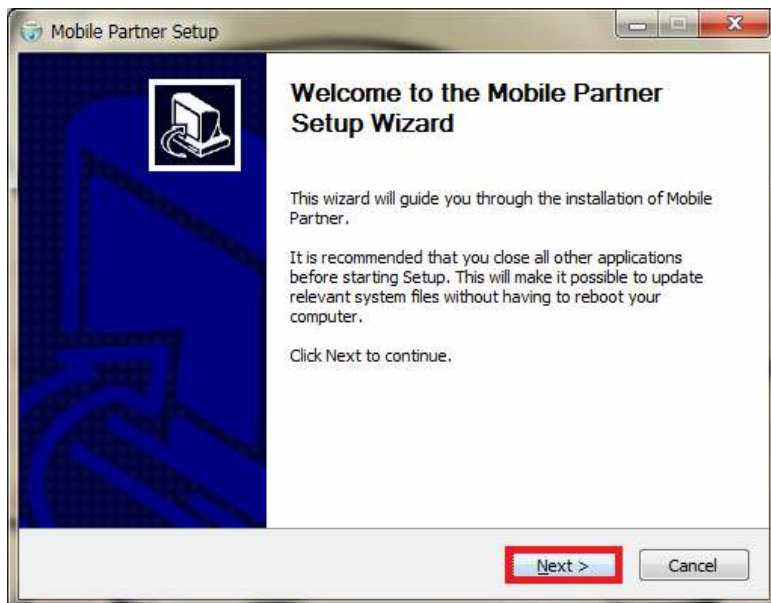 Mobile Partner Setup
Welcome to the Mobile Partner
Setup Wizard
This wizard will guide you through the installation of Mobile
Partner.
It is recommended that you close all other applications
before starting Setup. This will make it possible to update
relevant system files without having to reboot your
computer.
Click Next to continue.
Next >
Cancel